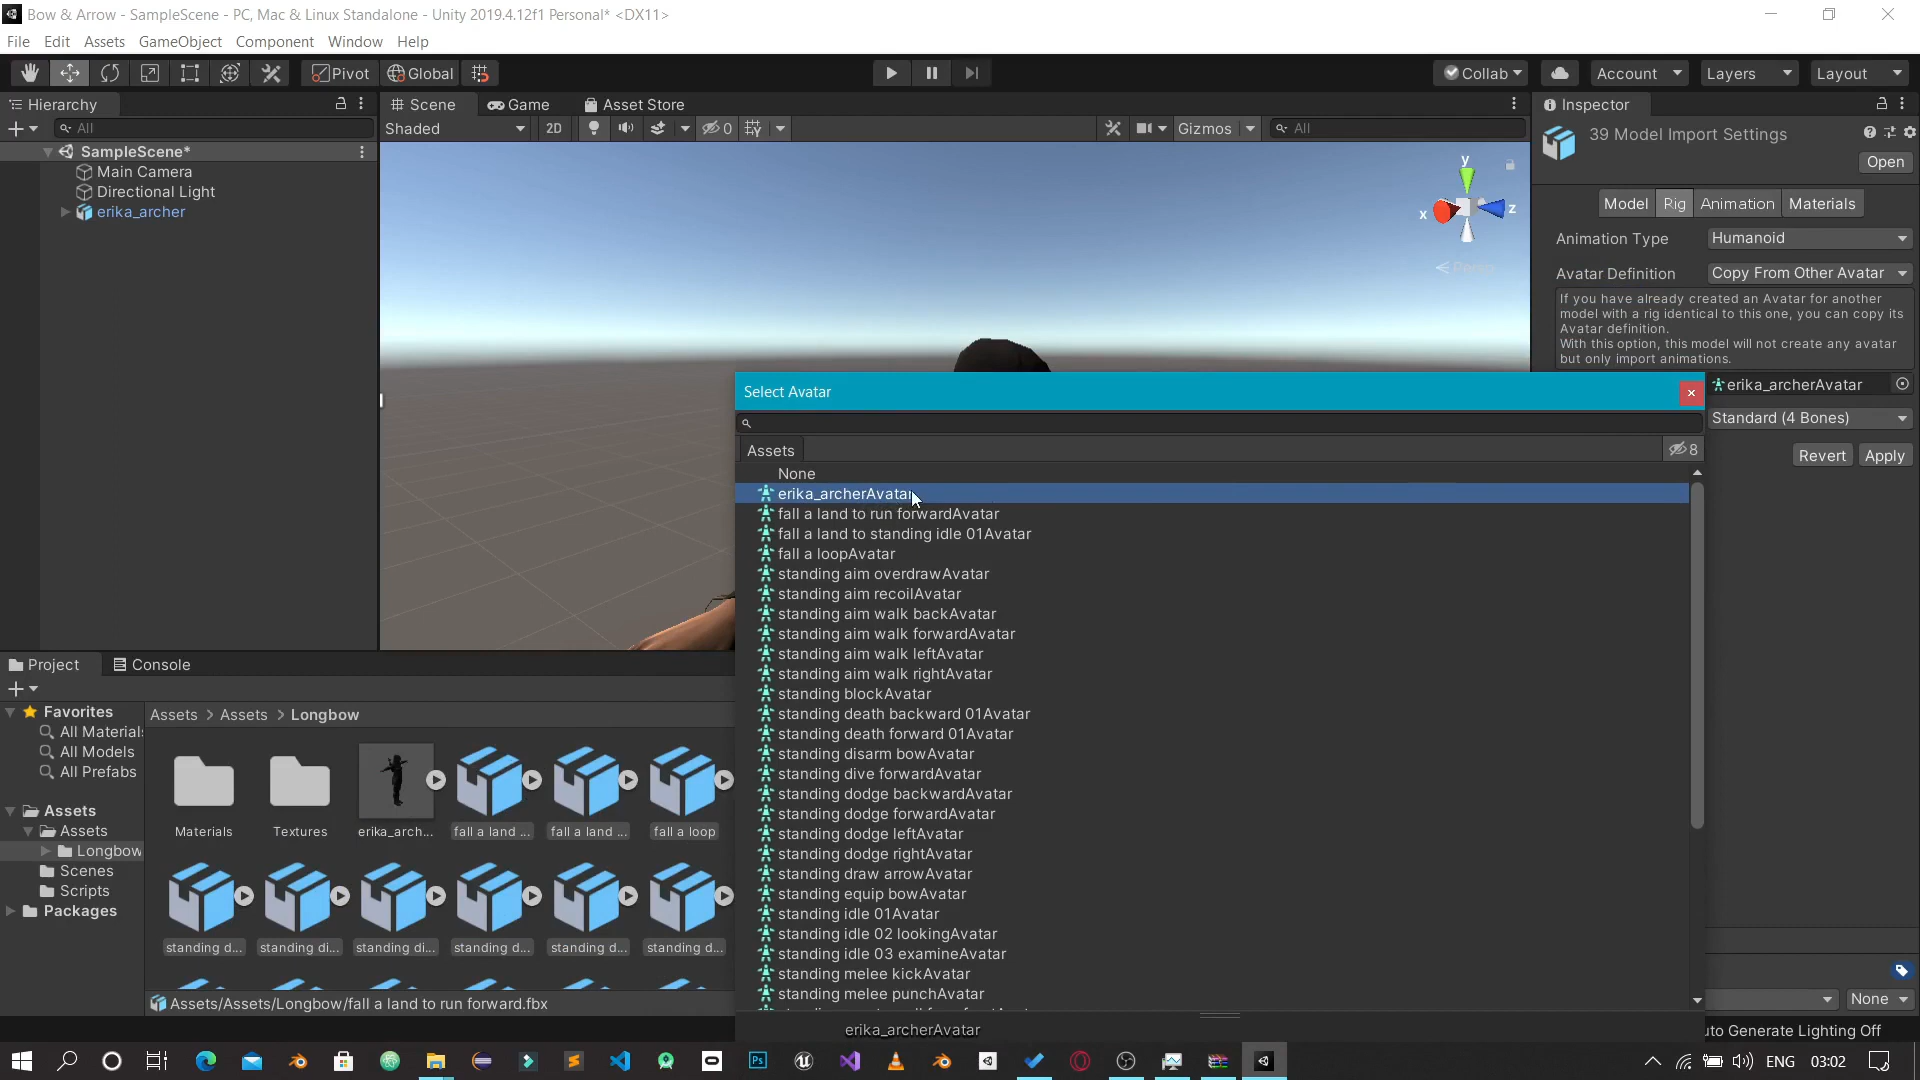 Bow & Arrow - SampleScene - PC, Mac & Linux Standalone - Unity 2019.4.12f1 Personal* <DX11>
File Edit Assets GameObject Component Window Help
Pivot Global Collab Account Layers Layout
Hierarchy
All
SampleScene*
Main Camera
Directional Light
erika_archer
Scene Game Asset Store
Shaded 2D 0 Gizmos All
y
x z
Persp
Inspector
39 Model Import Settings
Open
Model Rig Animation Materials
Animation Type Humanoid
Avatar Definition Copy From Other Avatar
If you have already created an Avatar for another
model with a rig identical to this one, you can copy its
Avatar definition.
With this option, this model will not create any avatar
but only import animations.
erika_archerAvatar
Standard (4 Bones)
Revert Apply
Select Avatar
Assets 8
None
erika_archerAvatar
fall a land to run forwardAvatar
fall a land to standing idle 01Avatar
fall a loopAvatar
standing aim overdrawAvatar
standing aim recoilAvatar
standing aim walk backAvatar
standing aim walk forwardAvatar
standing aim walk leftAvatar
standing aim walk rightAvatar
standing blockAvatar
standing death backward 01Avatar
standing death forward 01Avatar
standing disarm bowAvatar
standing dive forwardAvatar
standing dodge backwardAvatar
standing dodge forwardAvatar
standing dodge leftAvatar
standing dodge rightAvatar
standing draw arrowAvatar
standing equip bowAvatar
standing idle 01Avatar
standing idle 02 lookingAvatar
standing idle 03 examineAvatar
standing melee kickAvatar
standing melee punchAvatar
erika_archerAvatar
Project Console
Favorites
All Materials
All Models
All Prefabs
Assets
Assets
Longbow
Scenes
Scripts
Packages
Assets > Assets > Longbow
Materials Textures erika_arch... fall a land ... fall a land ... fall a loop
standing d... standing di... standing di... standing d... standing d... standing d...
Assets/Assets/Longbow/fall a land to run forward.fbx
None
uto Generate Lighting Off
Ps
ENG 03:02